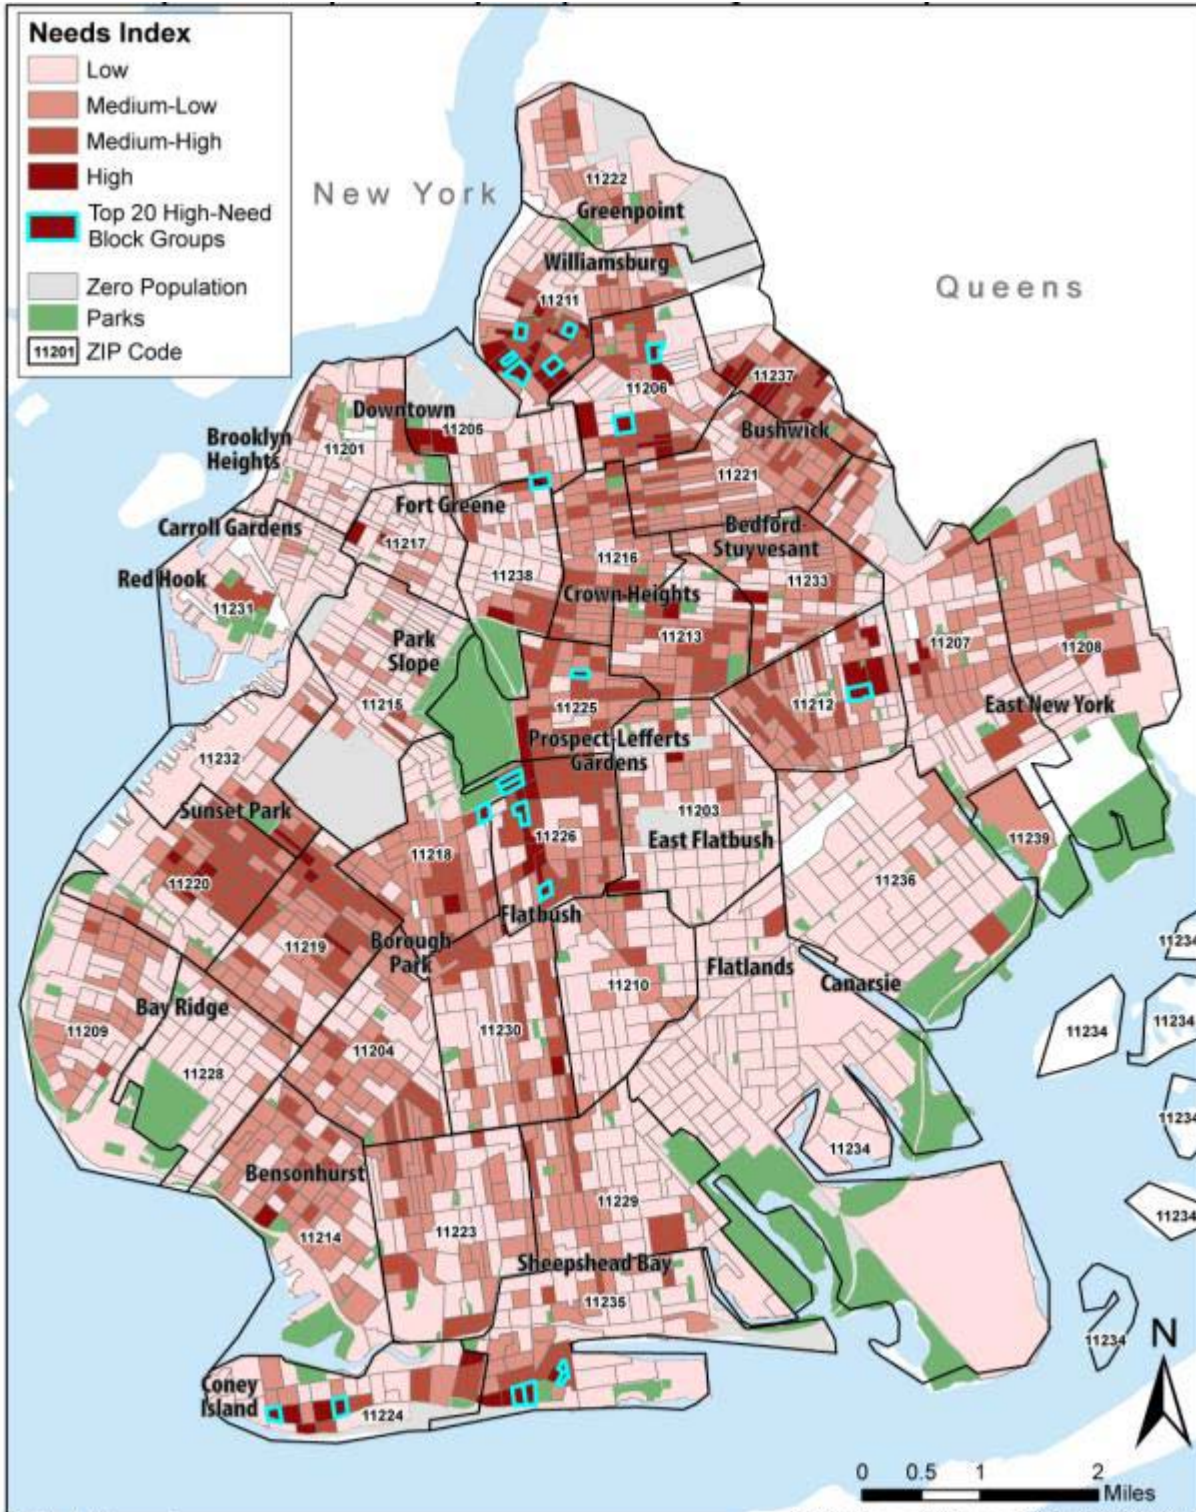 Needs Index
Low
Medium-Low
Medium-High
High
Top 20 High-Need
Block Groups
Zero Population
Parks
11201 ZIP Code
New York
Queens
11222
Greenpoint
Williamsburg
11211
11237
11206
Downtown
11205
Bushwick
Brooklyn
Heights
11201
11221
Fort Greene
Carroll Gardens
11217
Bedford-
Stuyvesant
11216
Red Hook
11238
11233
Crown Heights
11231
11213
Park
Slope
11207
11208
11215
11225
11212
East New York
Prospect-Lefferts
Gardens
11232
Sunset Park
11203
11226
East Flatbush
11239
11218
11220
11236
Flatbush
11219
Borough
Park
11234
Flatlands
Canarsie
11210
Bay Ridge
11209
11230
11234
11234
11204
11228
11234
11234
Bensonhurst
11229
11223
11234
11214
Sheepshead Bay
11235
11234
N
Coney
Island
11224
0 0.5 1 2
Miles